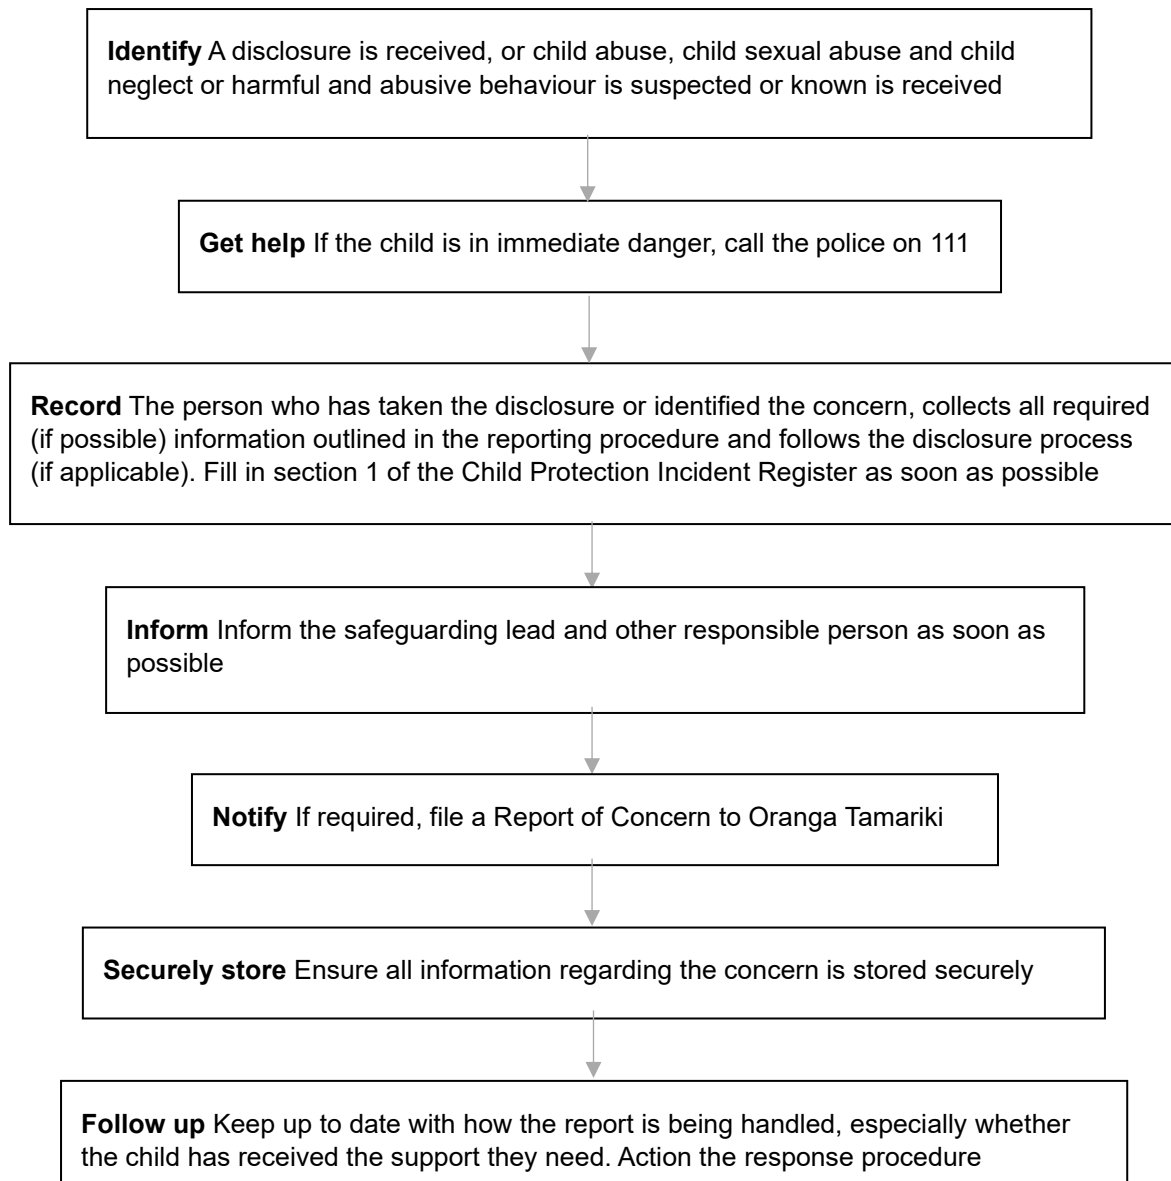 Identify A disclosure is received, or child abuse, child sexual abuse and child
neglect or harmful and abusive behaviour is suspected or known is received
Get help If the child is in immediate danger, call the police on 111
Record The person who has taken the disclosure or identified the concern, collects all required
(if possible) information outlined in the reporting procedure and follows the disclosure process
(if applicable). Fill in section 1 of the Child Protection Incident Register as soon as possible
Inform Inform the safeguarding lead and other responsible person as soon as
possible
Notify If required, file a Report of Concern to Oranga Tamariki
Securely store Ensure all information regarding the concern is stored securely
Follow up Keep up to date with how the report is being handled, especially whether
the child has received the support they need. Action the response procedure